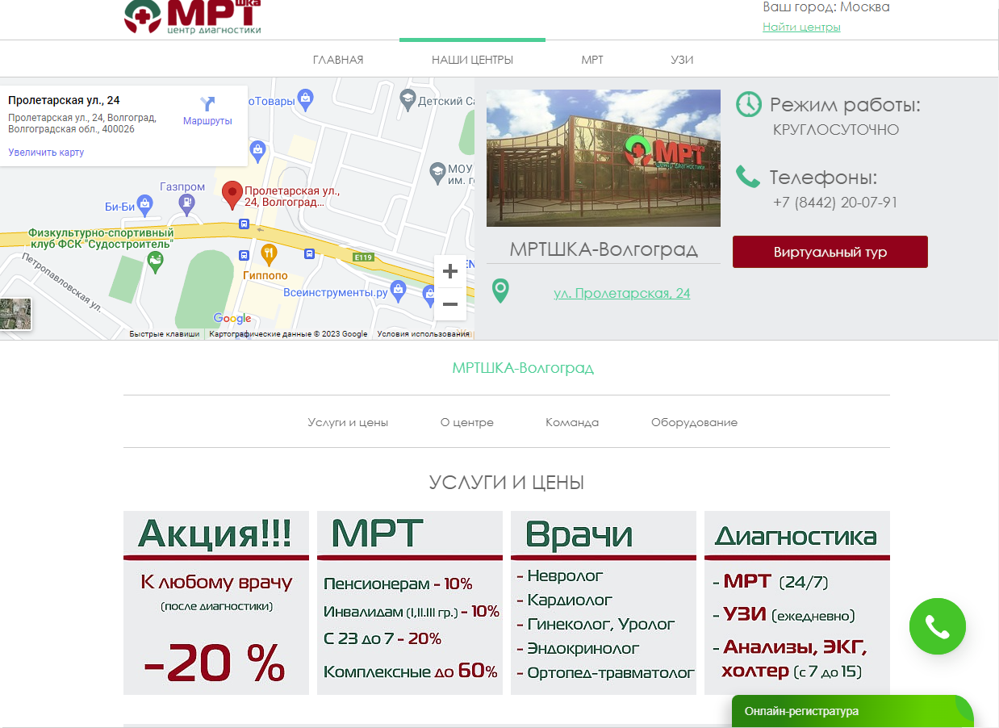 МРТшка
центр диагностики
Ваш город: Москва
Найти центры
ГЛАВНАЯ
НАШИ ЦЕНТРЫ
МРТ
УЗИ
Пролетарская ул., 24
Пролетарская ул., 24, Волгоград,
Волгоградская обл., 400026
Маршруты
Увеличить карту
оТовары
Детский Са
МОУ
им. г
Газпром
Би-Би
Пролетарская ул.,
24, Волгоград...
Физкультурно-спортивный
клуб ФСК "Судостроитель"
Петропавловская ул.
E119
Гиппопо
Всеинструменты.ру
EN
+
−
Google
Быстрые клавиши
Картографические данные © 2023 Google
Условия использования
МРТшка
центр диагностики
МРТШКА-Волгоград
ул. Пролетарская, 24
Режим работы:
КРУГЛОСУТОЧНО
Телефоны:
+7 (8442) 20-07-91
Виртуальный тур
МРТШКА-Волгоград
Услуги и цены
О центре
Команда
Оборудование
УСЛУГИ И ЦЕНЫ
Акция!!!
К любому врачу
(после диагностики)
-20 %
МРТ
Пенсионерам - 10%
Инвалидам (I,II.III гр.) - 10%
С 23 до 7 - 20%
Комплексные до 60%
Врачи
- Невролог
- Кардиолог
- Гинеколог, Уролог
- Эндокринолог
- Ортопед-травматолог
Диагностика
- МРТ (24/7)
- УЗИ (ежедневно)
- Анализы, ЭКГ,
холтер (с 7 до 15)
Онлайн-регистратура